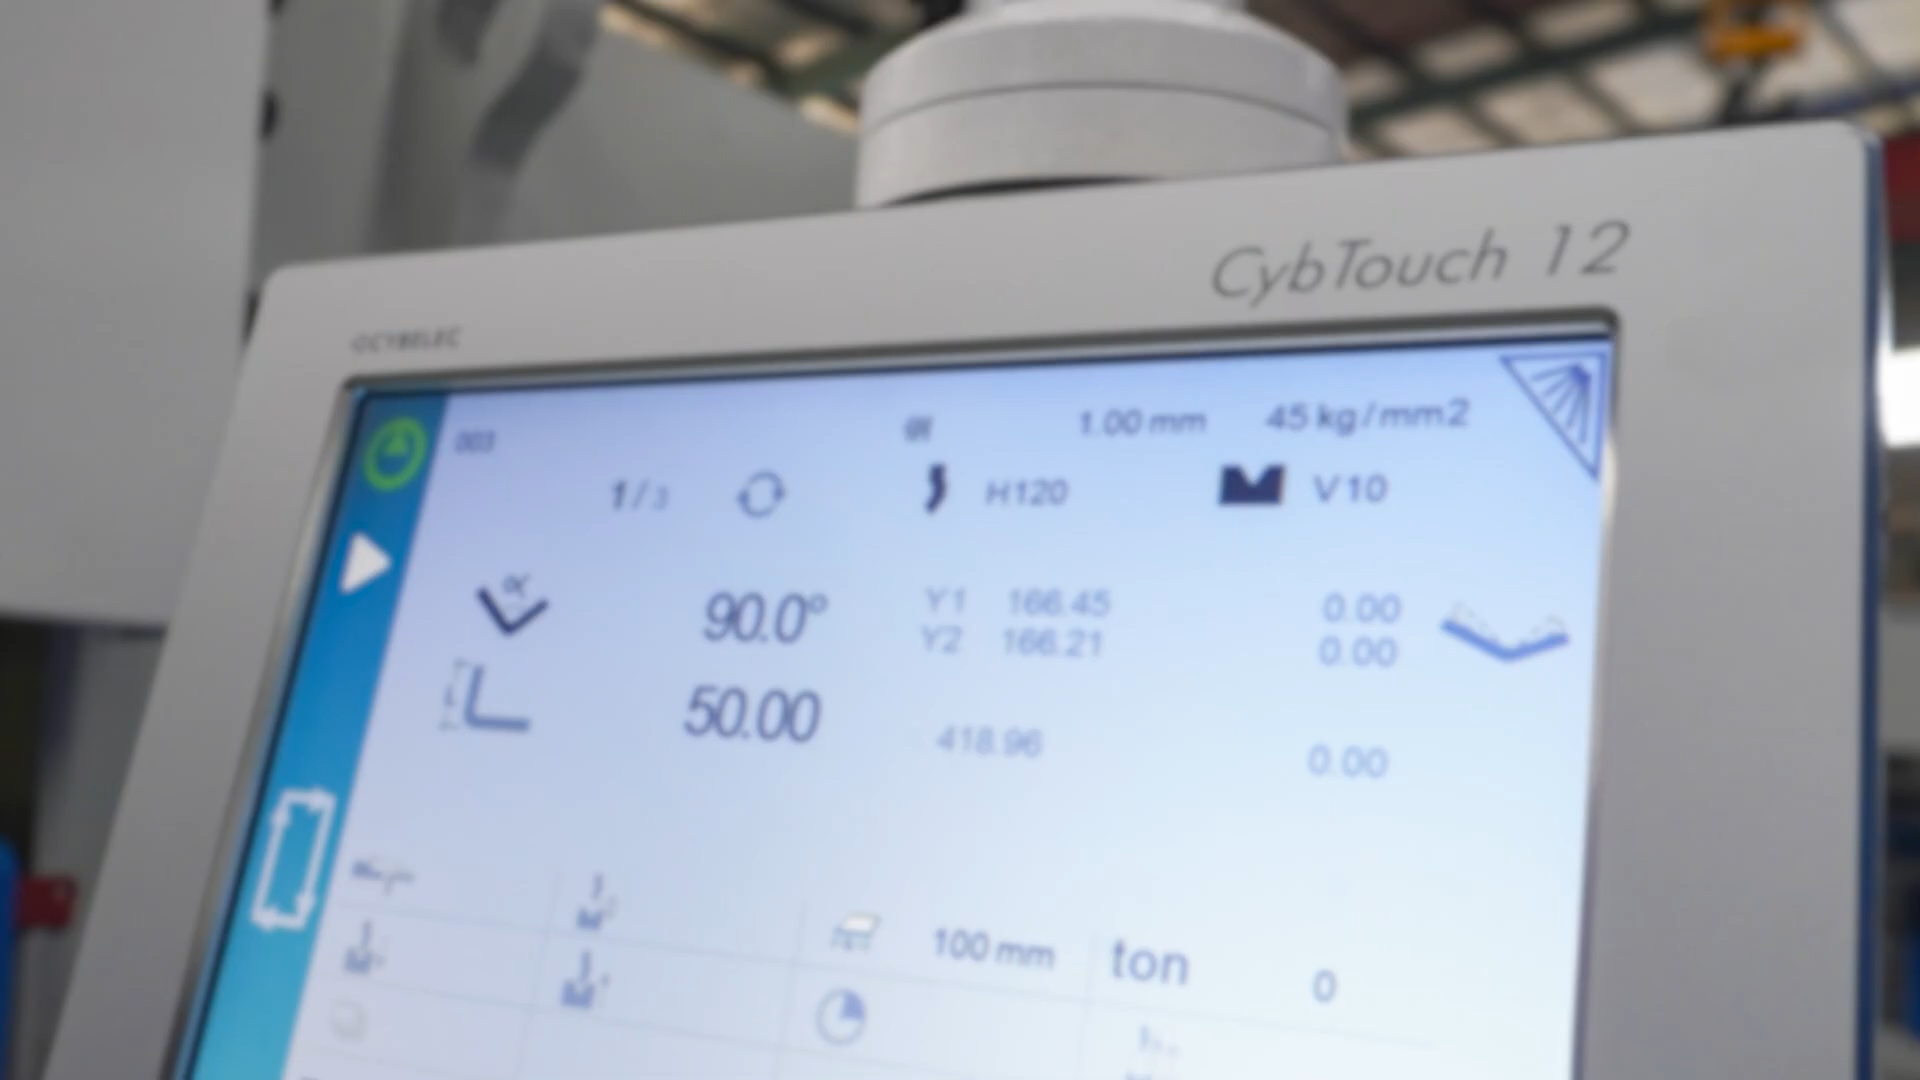 CybTouch 12
CYBELEC
003
1.00 mm
45 kg/mm2
1/3
H120
V10
α
90.0°
Y1 166.45
0.00
Y2 166.21
0.00
50.00
418.96
0.00
100 mm
ton
0